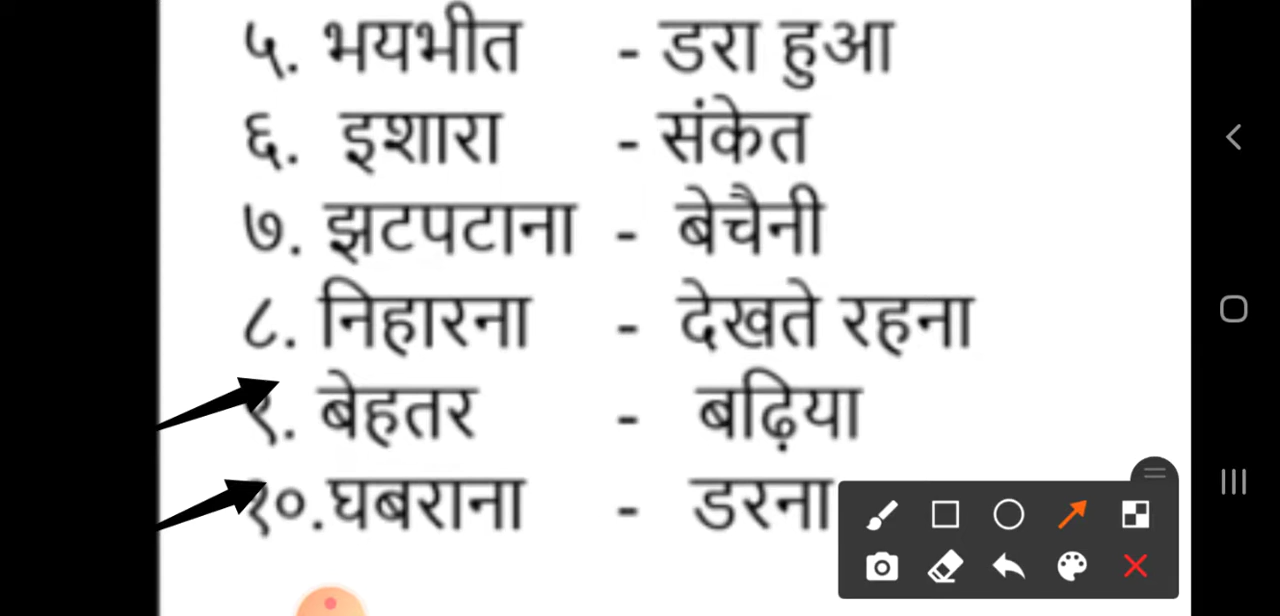 ५. भयभीत - डरा हुआ
६. इशारा - संकेत
७. झटपटाना - बेचैनी
८. निहारना - देखते रहना
९. बेहतर - बढ़िया
१०.घबराना - डरना